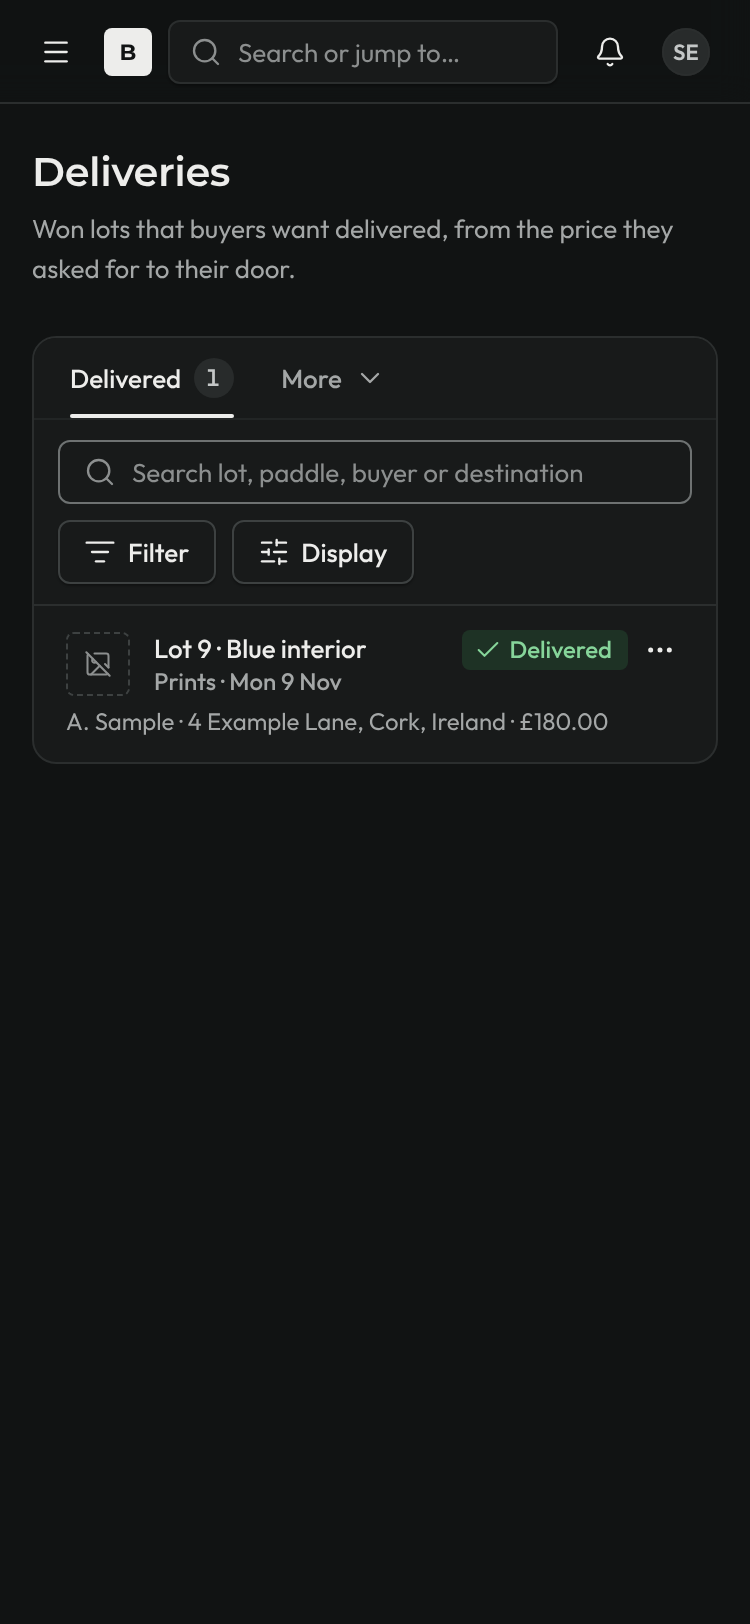 B
Search or jump to...
SE
Deliveries
Won lots that buyers want delivered, from the price they
asked for to their door.
Delivered 1
More
Search lot, paddle, buyer or destination
Filter
Display
Lot 9 · Blue interior
Delivered
Prints · Mon 9 Nov
A. Sample · 4 Example Lane, Cork, Ireland · £180.00